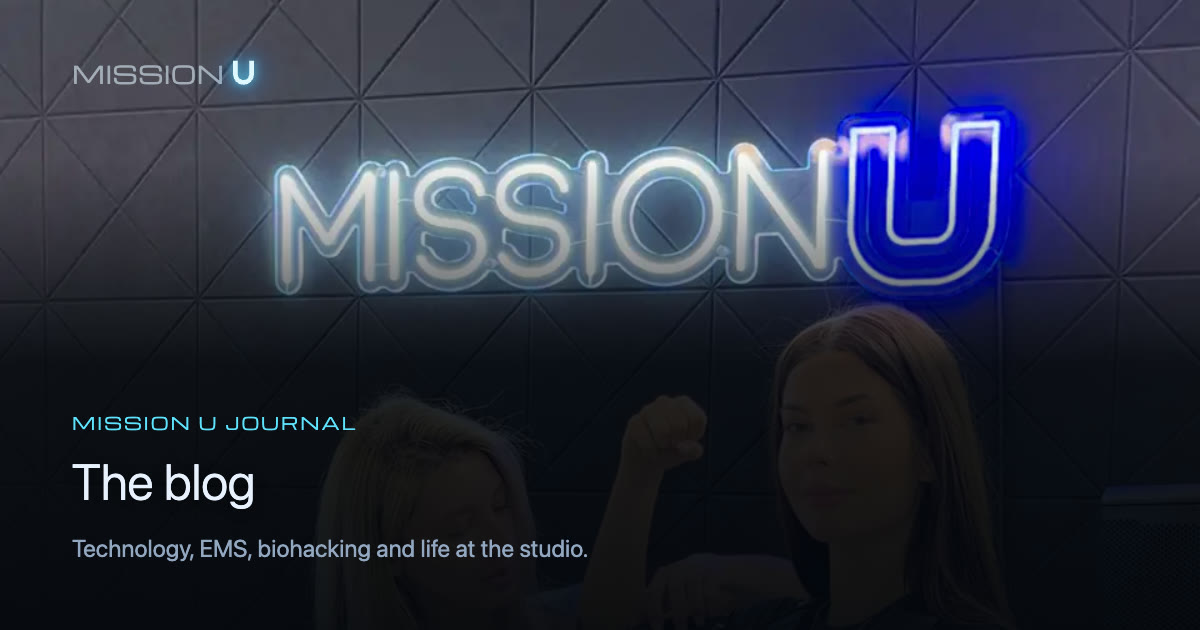 MISSION U
MISSION U
MISSION U JOURNAL
The blog
Technology, EMS, biohacking and life at the studio.